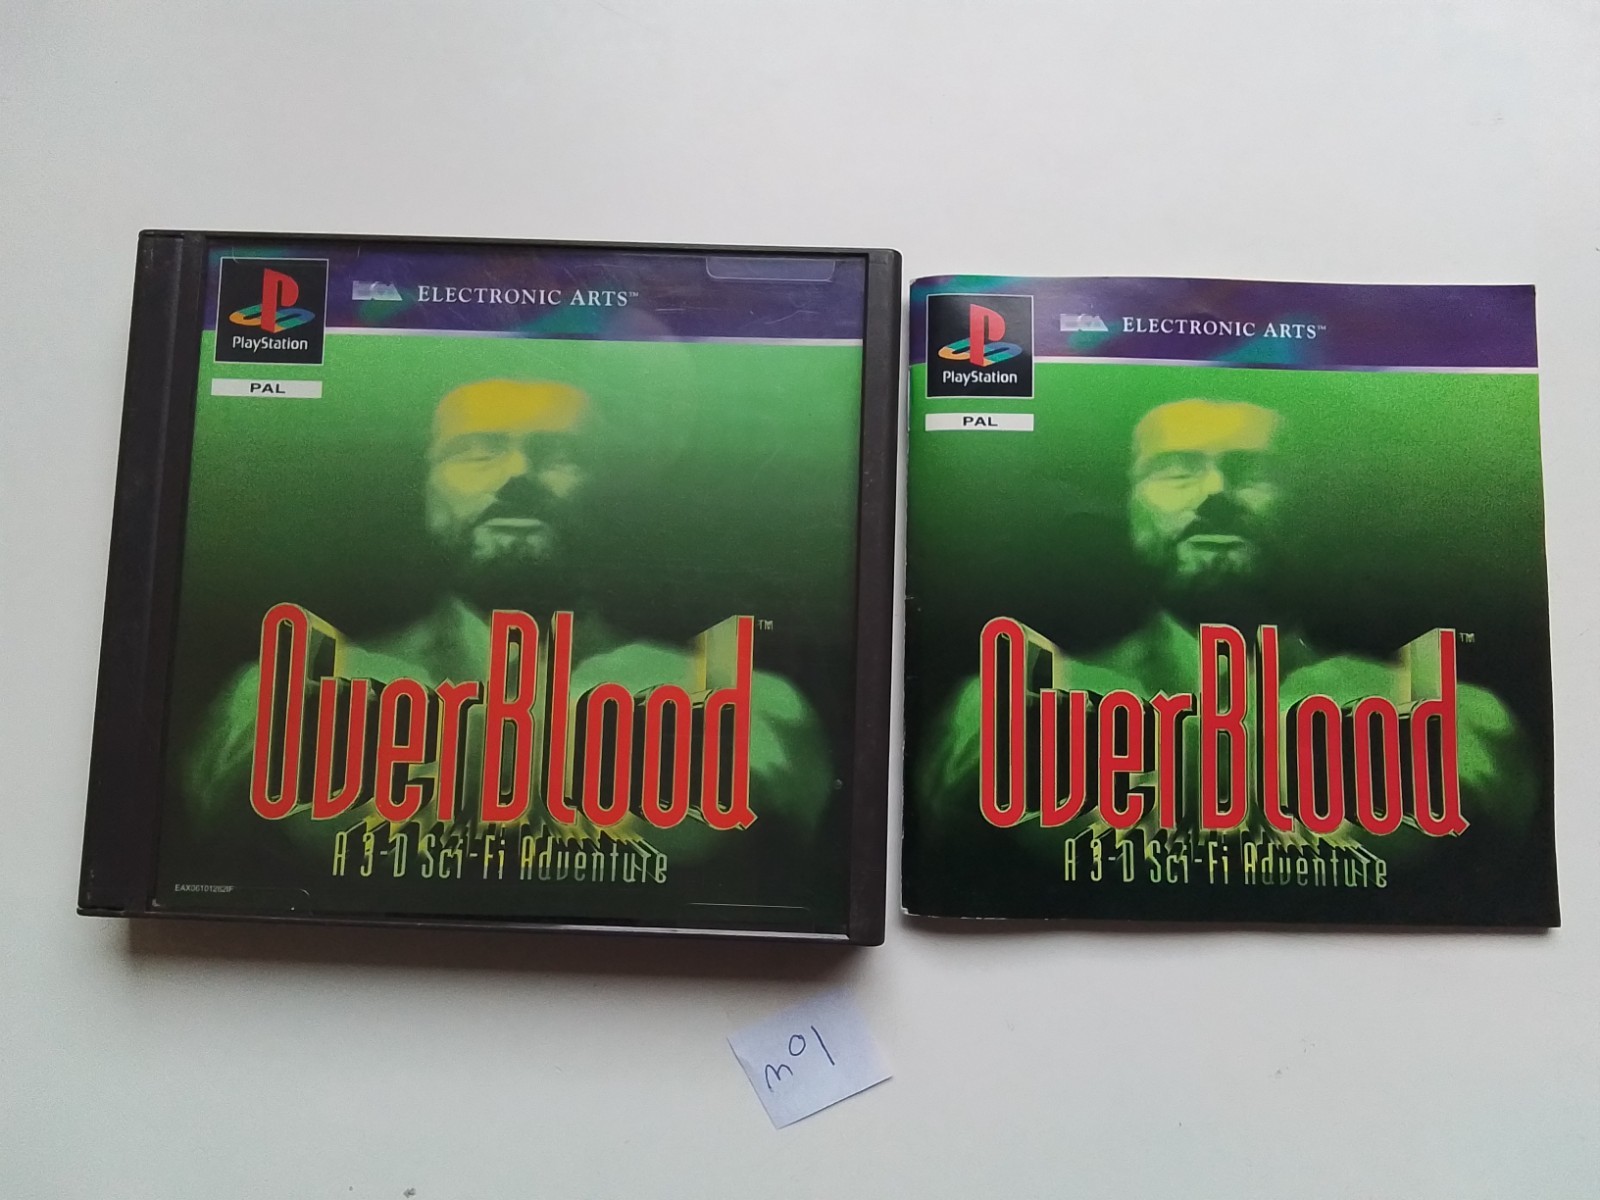 PlayStation
ELECTRONIC ARTS™
PAL
OverBlood™
A 3-D Sci-Fi Adventure
PlayStation
ELECTRONIC ARTS™
PAL
OverBlood™
A 3-D Sci-Fi Adventure
n°1